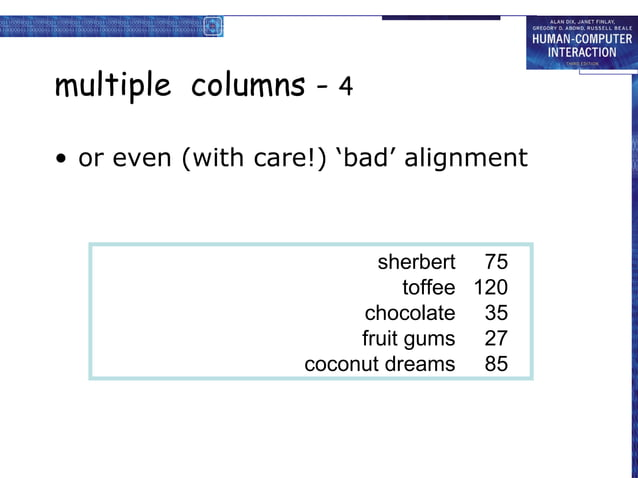 ALAN DIX, JANET FINLAY,
GREGORY D. ABOWD, RUSSELL BEALE
HUMAN-COMPUTER
INTERACTION
THIRD EDITION
multiple columns - 4
• or even (with care!) ‘bad’ alignment
sherbert 75
toffee 120
chocolate 35
fruit gums 27
coconut dreams 85